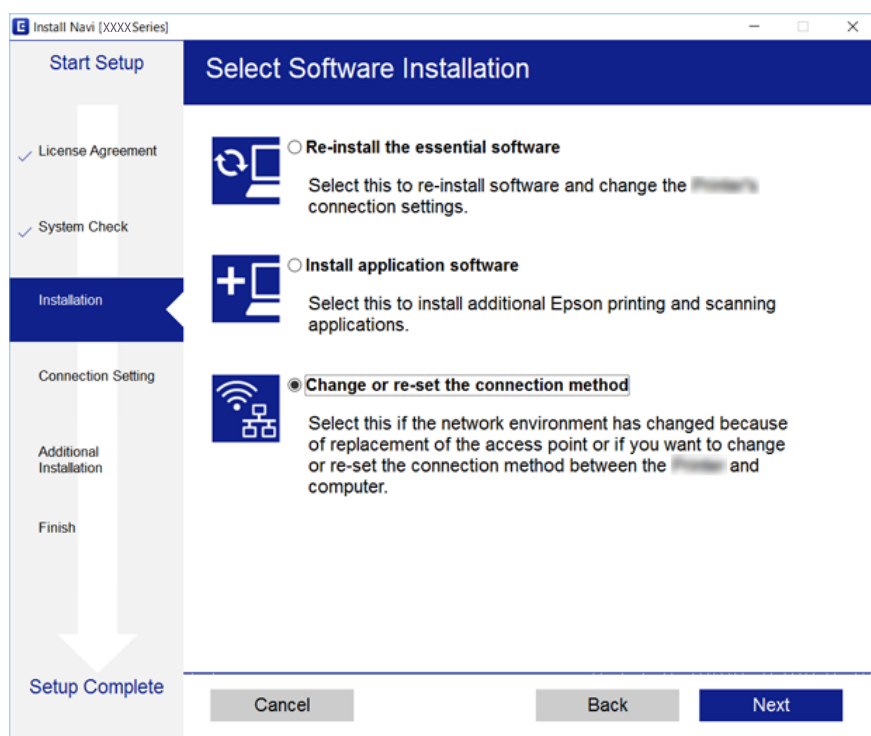 Install Navi [XXXX Series]
Start Setup
License Agreement
System Check
Installation
Connection Setting
Additional
Installation
Finish
Setup Complete
Select Software Installation
Re-install the essential software
Select this to re-install software and change the
connection settings.
Install application software
Select this to install additional Epson printing and scanning
applications.
Change or re-set the connection method
Select this if the network environment has changed because
of replacement of the access point or if you want to change
or re-set the connection method between the and
computer.
Cancel
Back
Next